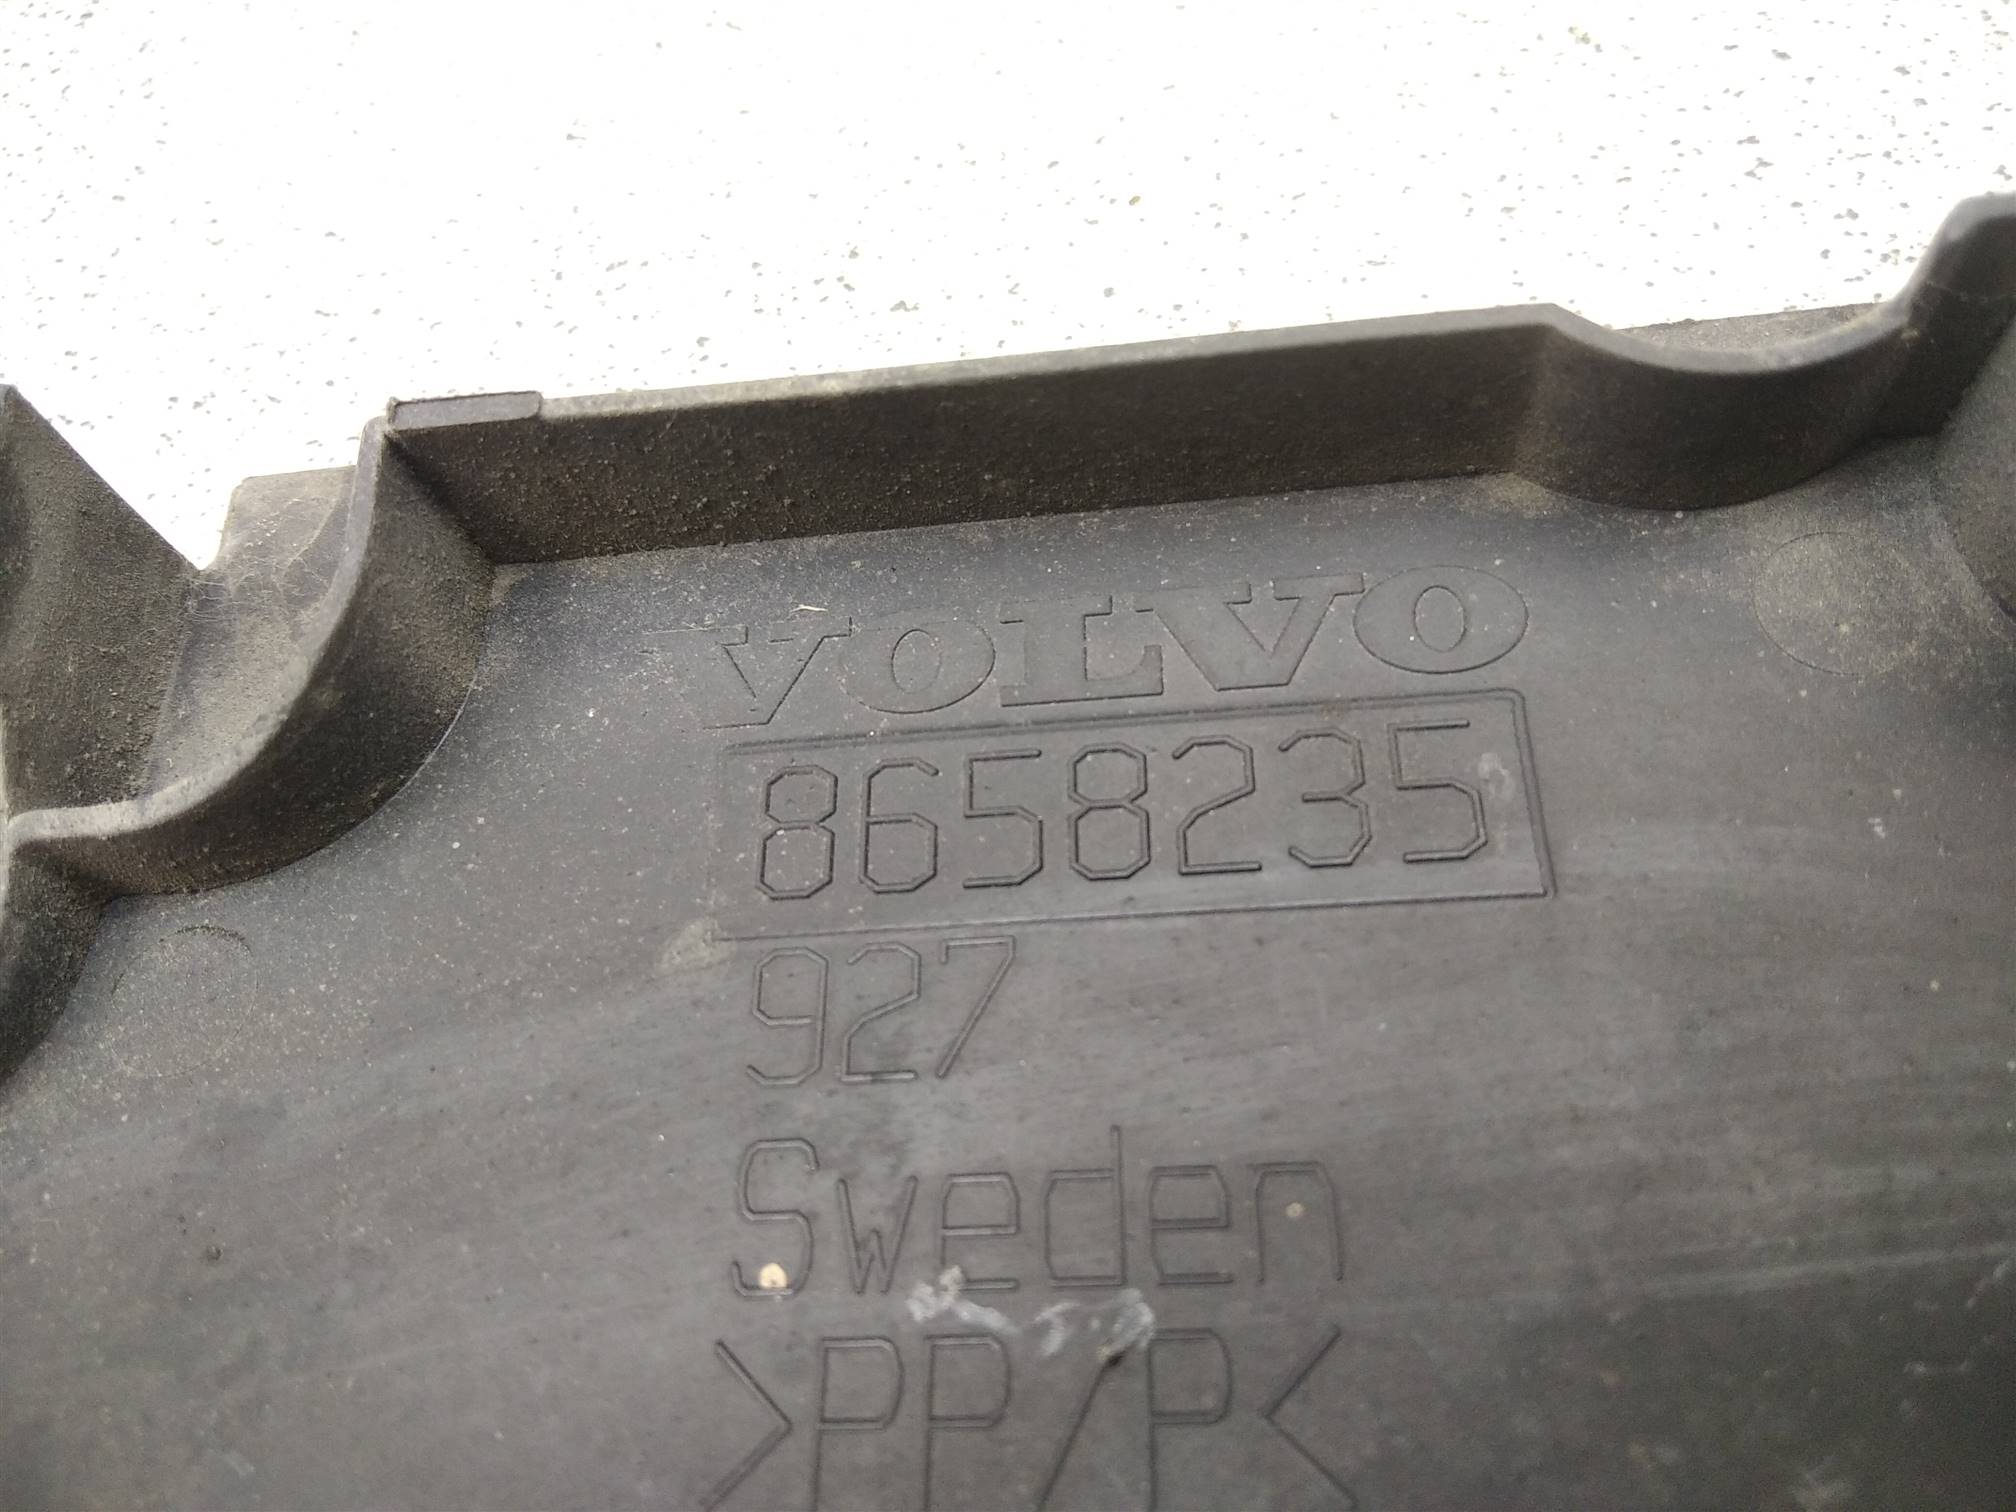 VOLVO
8658235
927
Sweden
>PP/P<